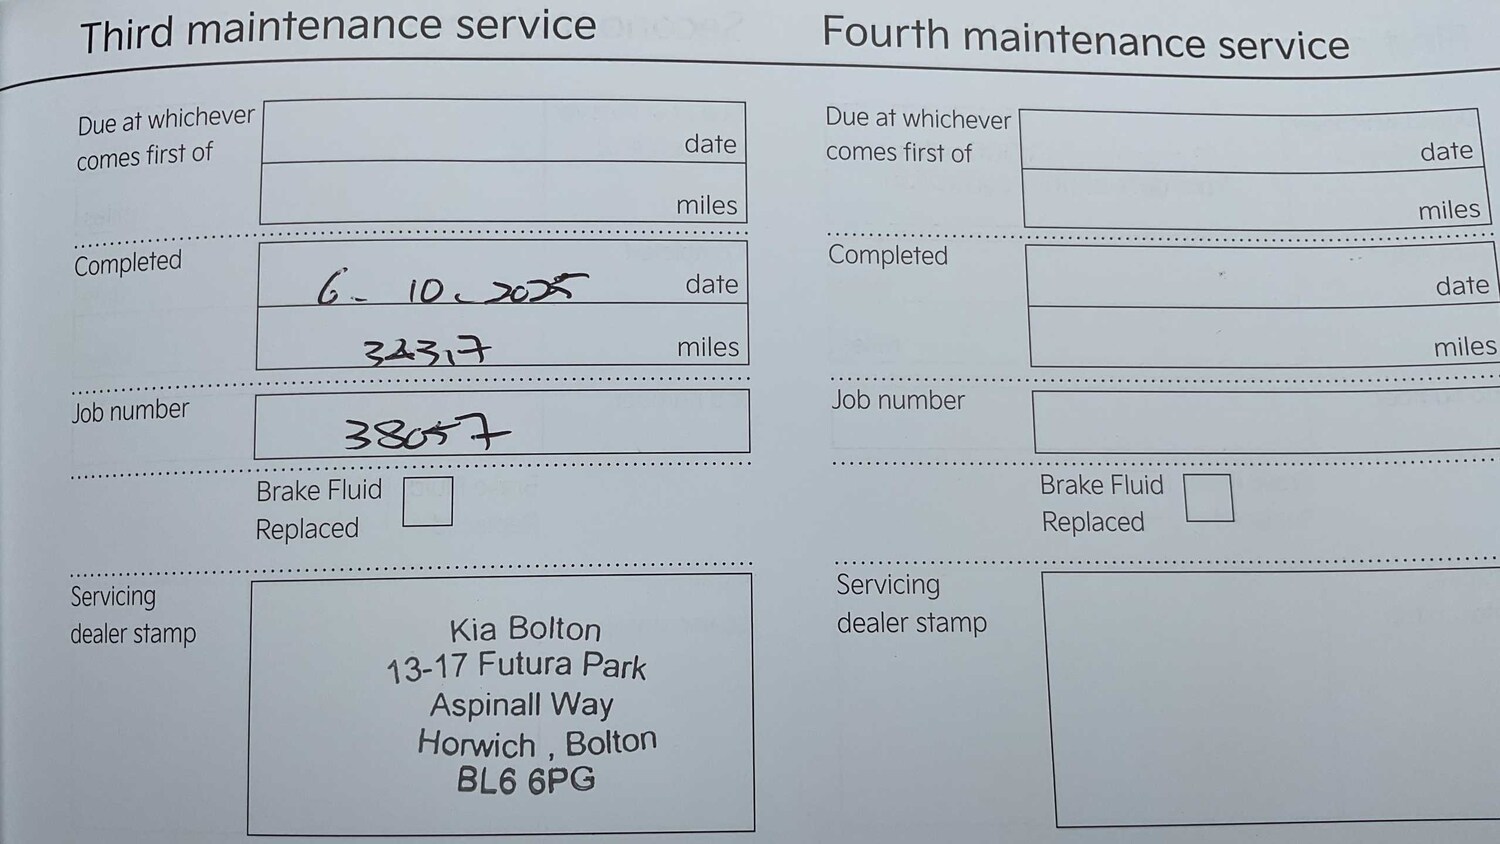 Third maintenance service
Due at whichever
comes first of
date
miles
Completed
6 - 10 - 2025 date
miles
Job number
38057
Brake Fluid
Replaced
Servicing
dealer stamp
Kia Bolton
13-17 Futura Park
Aspinall Way
Horwich , Bolton
BL6 6PG
Fourth maintenance service
Due at whichever
comes first of
date
miles
Completed
date
miles
Job number
Brake Fluid
Replaced
Servicing
dealer stamp